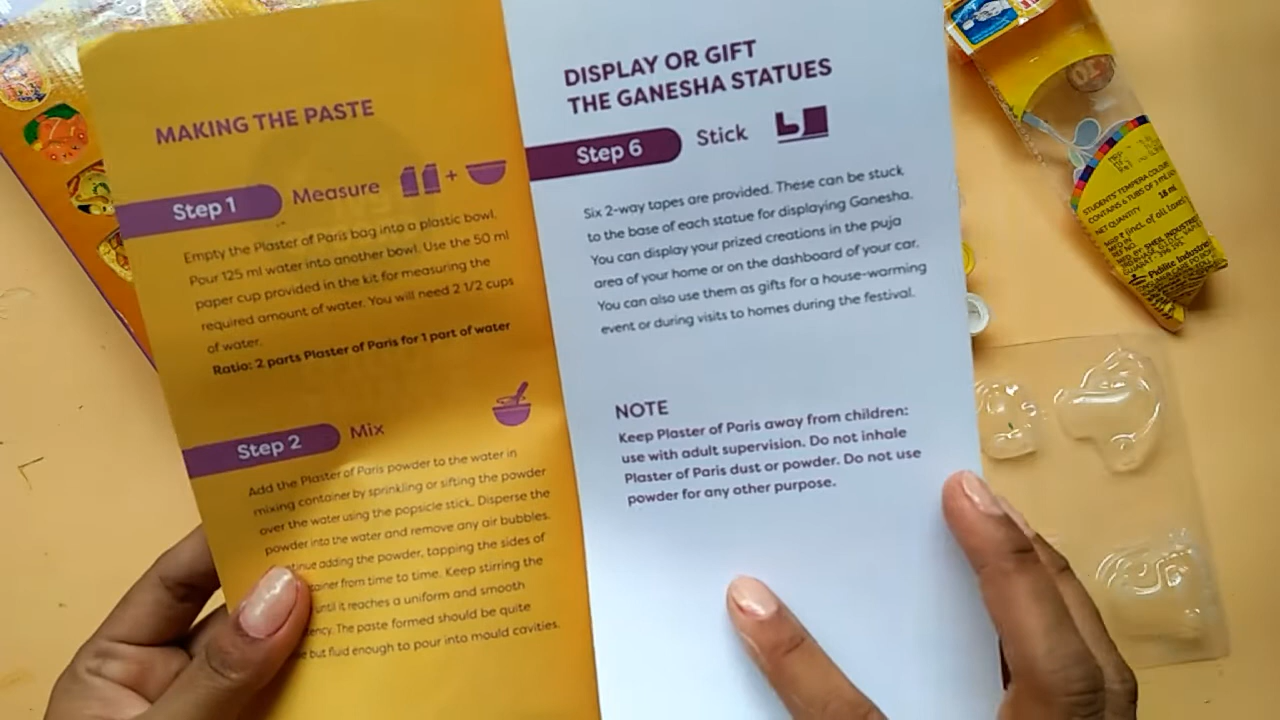 MAKING THE PASTE
Step 1
Measure
Empty the Plaster of Paris bag into a plastic bowl.
Pour 125 ml water into another bowl. Use the 50 ml
paper cup provided in the kit for measuring the
required amount of water. You will need 2 1/2 cups
of water.
Ratio: 2 parts Plaster of Paris for 1 part of water
Step 2
Mix
Add the Plaster of Paris powder to the water in
mixing container by sprinkling or sifting the powder
over the water using the popsicle stick. Disperse the
powder into the water and remove any air bubbles.
adding the powder, tapping the sides of
from time to time. Keep stirring the
until it reaches a uniform and smooth
The paste formed should be quite
but fluid enough to pour into mould cavities.
DISPLAY OR GIFT
THE GANESHA STATUES
Step 6
Stick
Six 2-way tapes are provided. These can be stuck
to the base of each statue for displaying Ganesha.
You can display your prized creations in the puja
area of your home or on the dashboard of your car.
You can also use them as gifts for a house-warming
event or during visits to homes during the festival.
NOTE
Keep Plaster of Paris away from children:
use with adult supervision. Do not inhale
Plaster of Paris dust or powder. Do not use
powder for any other purpose.
STUDENTS' TEMPERA COLOUR
CONTAINS 6 TUBS OF 3 ml
NET QUANTITY
18 ml
(incl. of all taxes)
Pidilite Industries